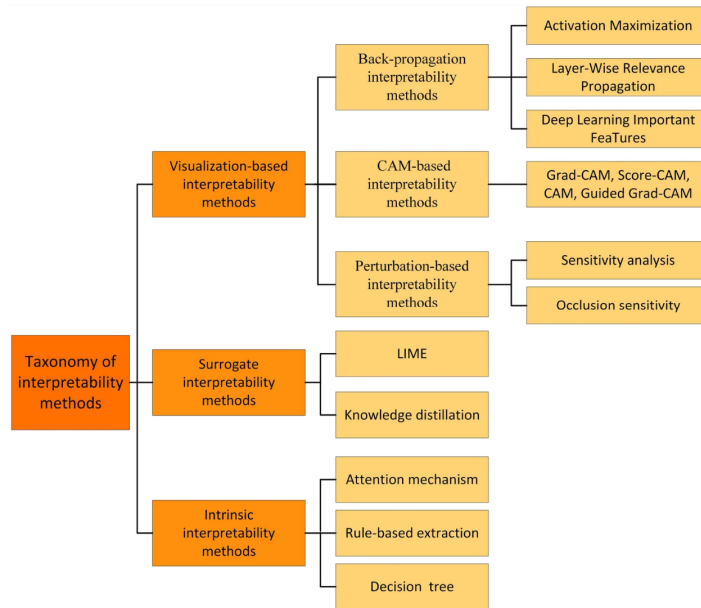 Taxonomy of
interpretability
methods
Visualization-based
interpretability
methods
Back-propagation
interpretability
methods
Activation Maximization
Layer-Wise Relevance
Propagation
Deep Learning Important
FeaTures
CAM-based
interpretability
methods
Grad-CAM, Score-CAM,
CAM, Guided Grad-CAM
Perturbation-based
interpretability
methods
Sensitivity analysis
Occlusion sensitivity
Surrogate
interpretability
methods
LIME
Knowledge distillation
Intrinsic
interpretability
methods
Attention mechanism
Rule-based extraction
Decision tree